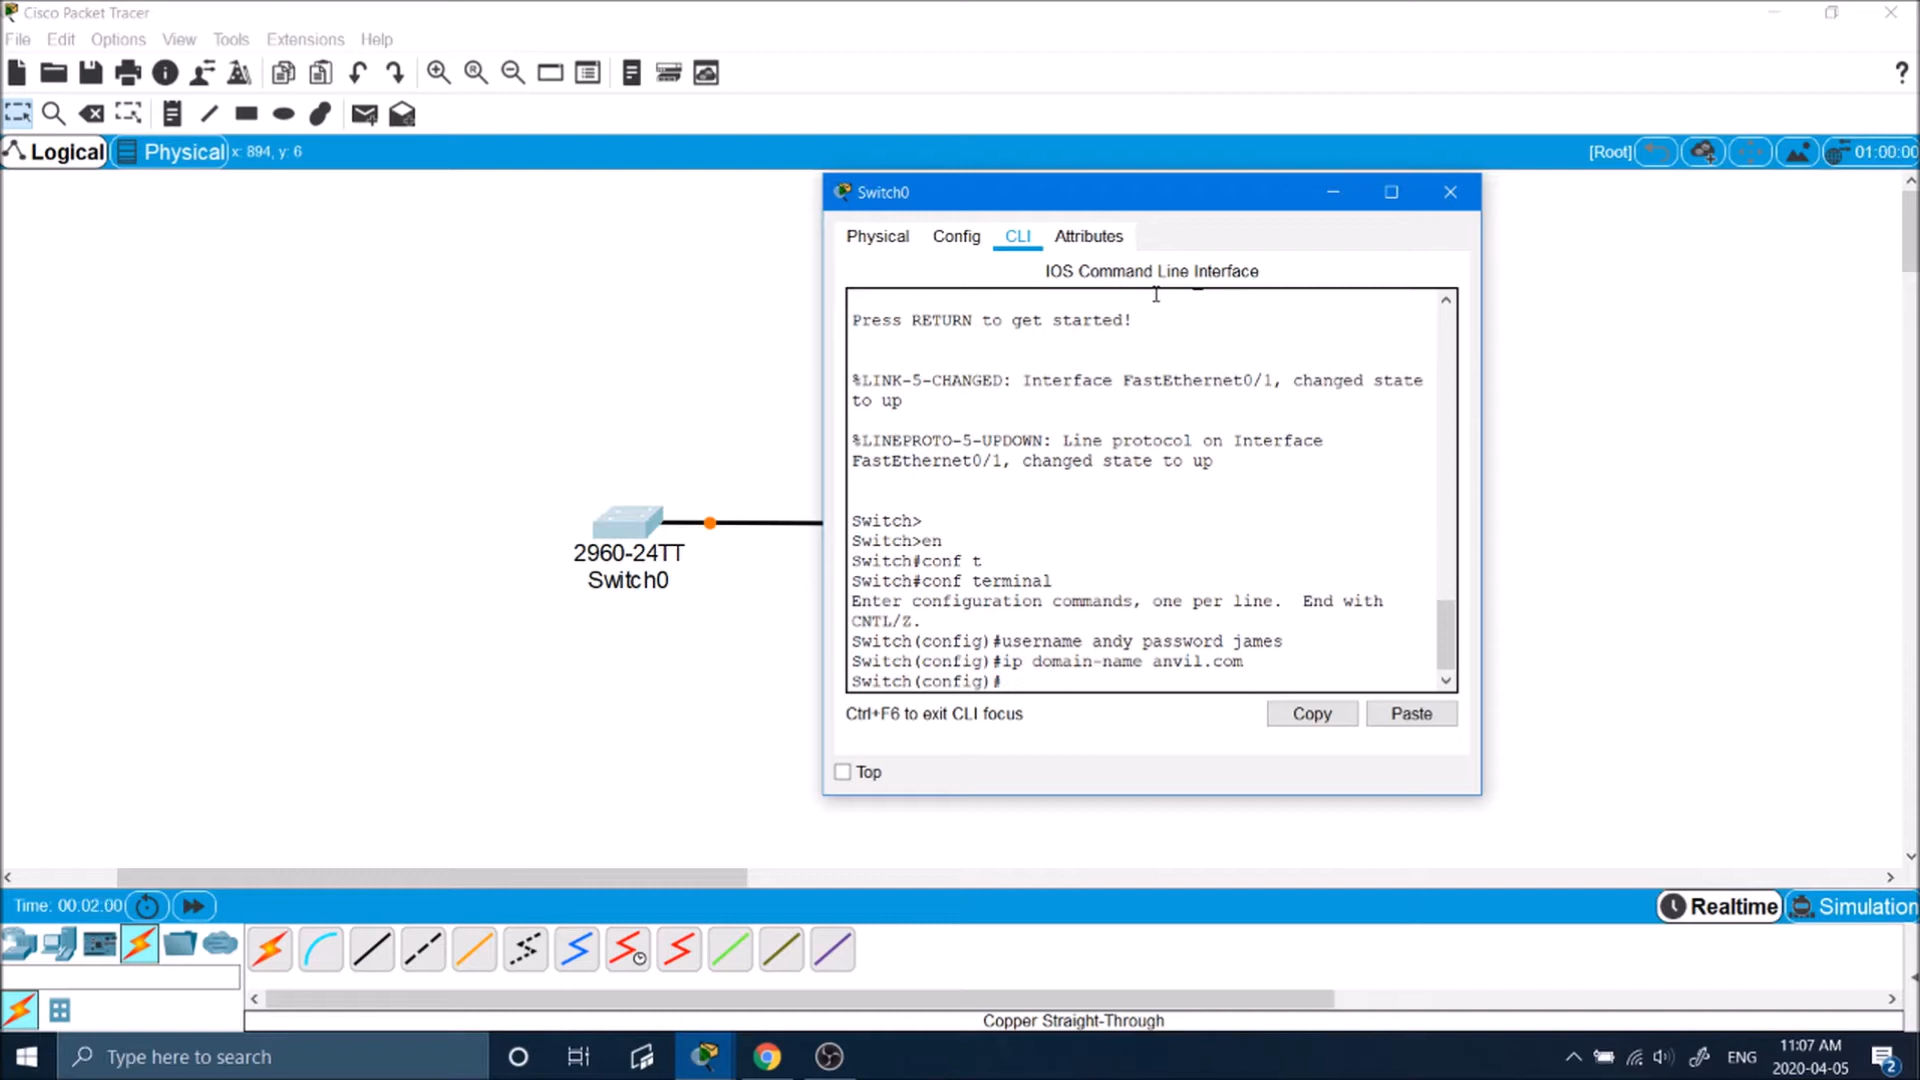 Cisco Packet Tracer
File Edit Options View Tools Extensions Help
?
Logical Physical x: 894, y: 6 [Root] 01:00:00
Switch0
Physical Config CLI Attributes
IOS Command Line Interface
Press RETURN to get started!
%LINK-5-CHANGED: Interface FastEthernet0/1, changed state
to up
%LINEPROTO-5-UPDOWN: Line protocol on Interface
FastEthernet0/1, changed state to up
Switch>
Switch>en
Switch#conf t
Switch#conf terminal
Enter configuration commands, one per line.  End with
CNTL/Z.
Switch(config)#username andy password james
Switch(config)#ip domain-name anvil.com
Switch(config)#
Ctrl+F6 to exit CLI focus Copy Paste
Top
2960-24TT
Switch0
Time: 00:02:00 Realtime Simulation
Copper Straight-Through
Type here to search ENG 11:07 AM
2020-04-05 2